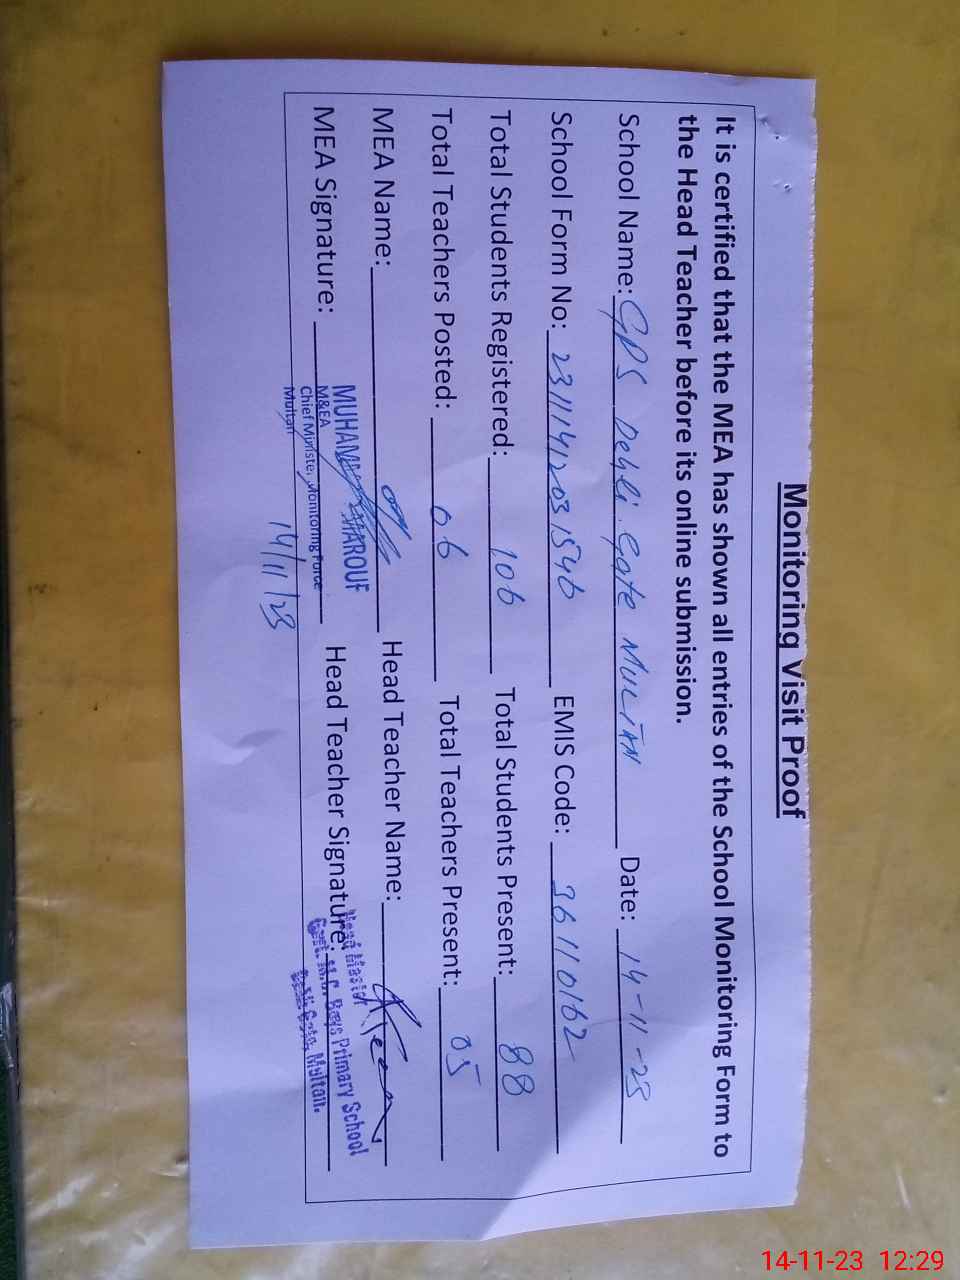 Monitoring Visit Proof
It is certified that the MEA has shown all entries of the School Monitoring Form to
the Head Teacher before its online submission.
School Name: GPS Dehli Gate MULTAN Date: 14-11-23
School Form No: 23111412031546 EMIS Code: 36110162
Total Students Registered: 106 Total Students Present: 88
Total Teachers Posted: 06 Total Teachers Present: 05
MEA Name: Head Teacher Name:
MEA Signature: Head Teacher Signature:
MUHAMMAD MAROUF
M&EA
Chief Minister Monitoring Force
Multan
14/11/23
Head Master
Govt. M.C. Boys Primary School
Dehli Gate, Multan.
14-11-23 12:29